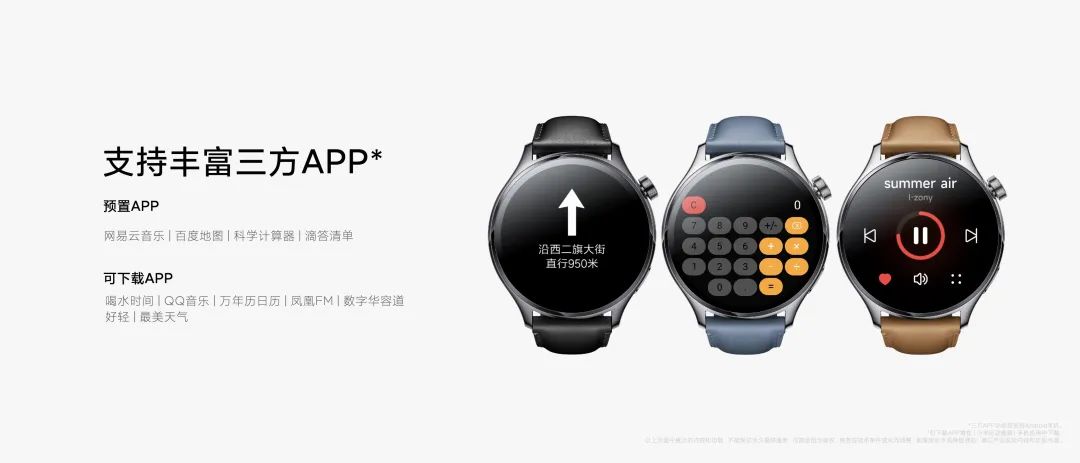 支持丰富三方APP*
预置APP
网易云音乐 | 百度地图 | 科学计算器 | 滴答清单
可下载APP
喝水时间 | QQ音乐 | 万年历日历 | 凤凰FM | 数字华容道
好轻 | 最美天气
沿西二旗大街
直行950米
C
0
7 8 9 +/-
4 5 6 + ×
1 2 3 - ÷
0 . =
summer air
l-zony